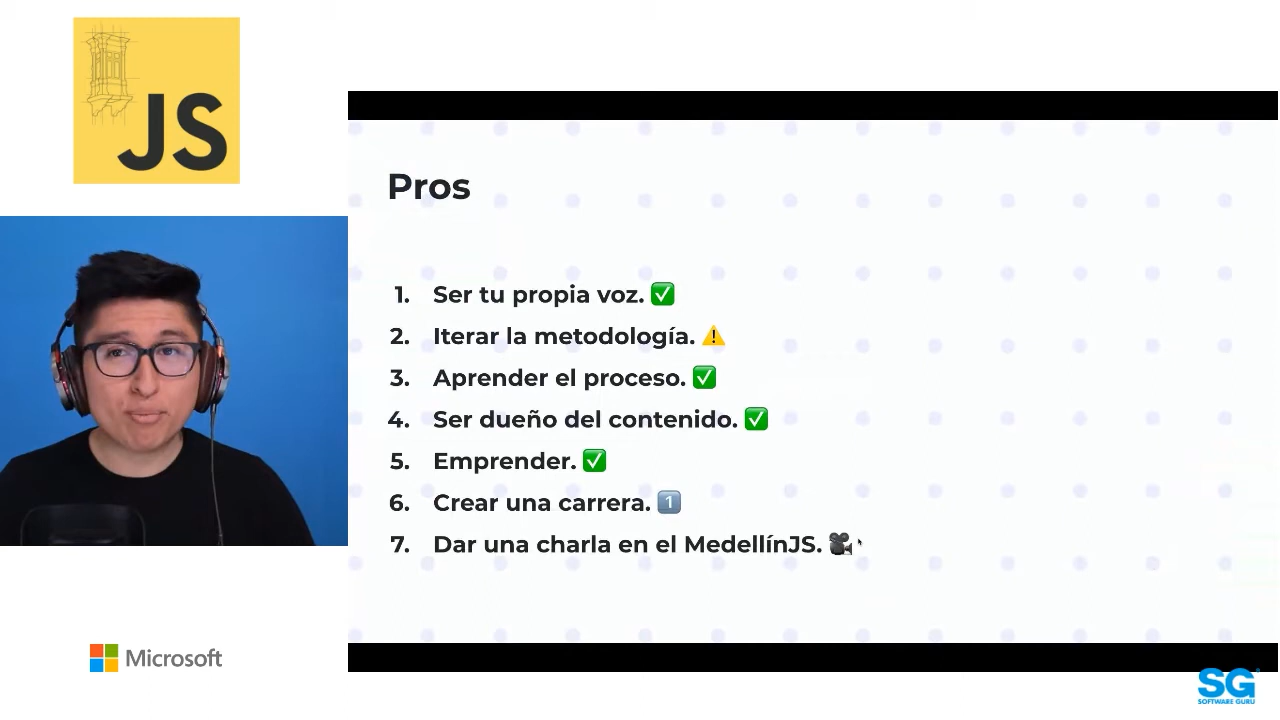 JS
Pros
1. Ser tu propia voz. ✅
2. Iterar la metodología. ⚠️
3. Aprender el proceso. ✅
4. Ser dueño del contenido. ✅
5. Emprender. ✅
6. Crear una carrera. 1️⃣
7. Dar una charla en el MedellínJS. 🎥
Microsoft
SG
SOFTWARE GURU